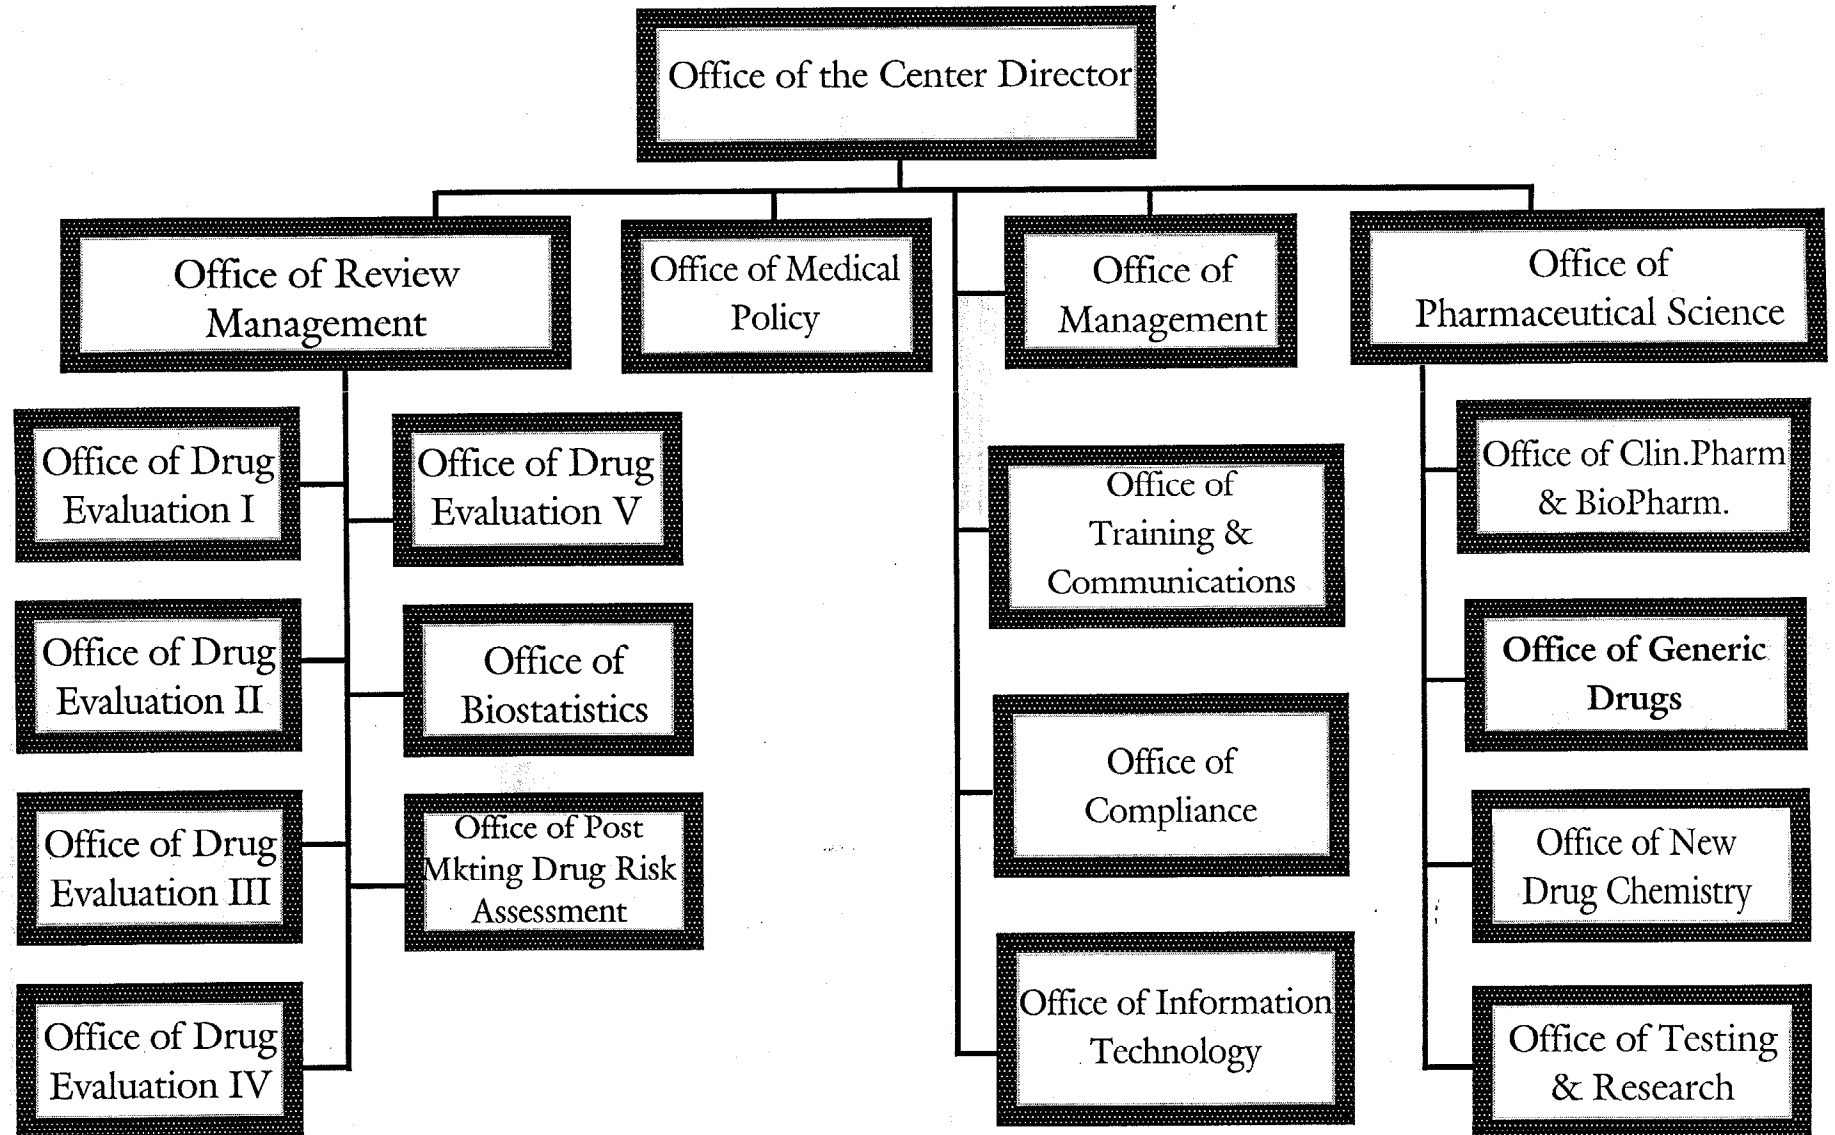 Office of the Center Director
Office of Review
Management
Office of Medical
Policy
Office of
Management
Office of
Pharmaceutical Science
Office of Drug
Evaluation I
Office of Drug
Evaluation V
Office of
Training &
Communications
Office of Clin.Pharm
& BioPharm.
Office of Drug
Evaluation II
Office of
Biostatistics
Office of Generic
Drugs
Office of Drug
Evaluation III
Office of Post
Mkting Drug Risk
Assessment
Office of
Compliance
Office of New
Drug Chemistry
Office of Drug
Evaluation IV
Office of Information
Technology
Office of Testing
& Research